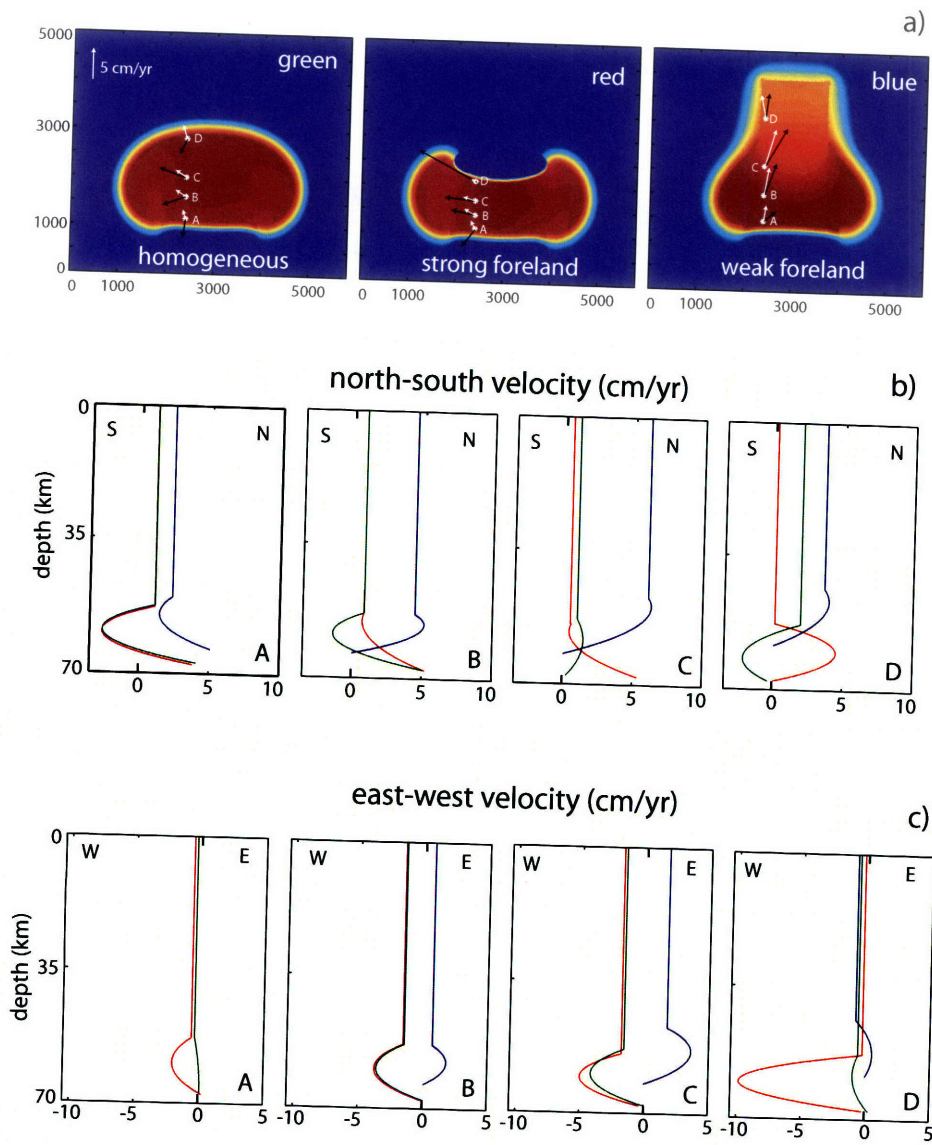 a)
5000
3000
1000
0
5 cm/yr
green
red
blue
D
C
B
A
D
C
B
A
D
C
B
A
homogeneous
strong foreland
weak foreland
0 1000 3000 5000
0 1000 3000 5000
0 1000 3000 5000
north-south velocity (cm/yr)
b)
0
35
70
depth (km)
S N
S N
S N
S N
A
B
C
D
0 5 10
0 5 10
0 5 10
0 5 10
east-west velocity (cm/yr)
c)
0
35
70
depth (km)
W E
W E
W E
W E
A
B
C
D
-10 -5 0 5
-10 -5 0 5
-10 -5 0 5
-10 -5 0 5